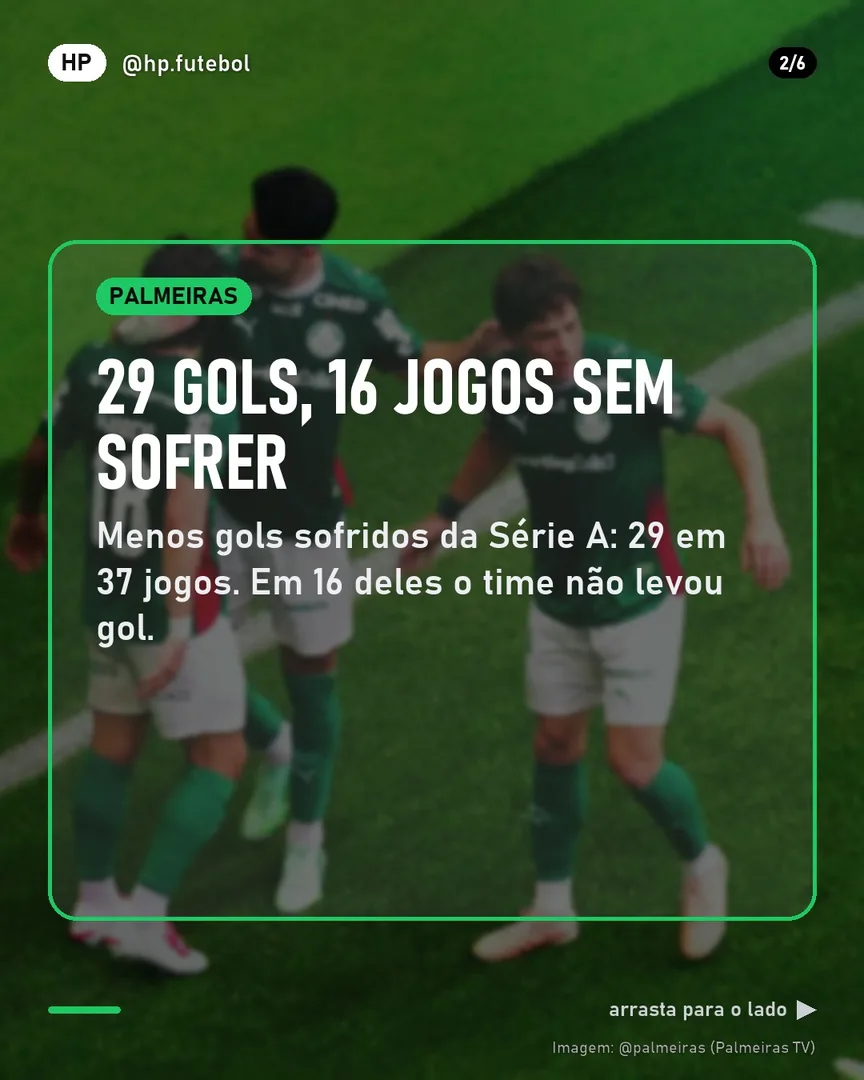 HP @hp.futebol
2/6
PALMEIRAS
29 GOLS, 16 JOGOS SEM
SOFRER
Menos gols sofridos da Série A: 29 em
37 jogos. Em 16 deles o time não levou
gol.
arrasta para o lado ▶
Imagem: @palmeiras (Palmeiras TV)